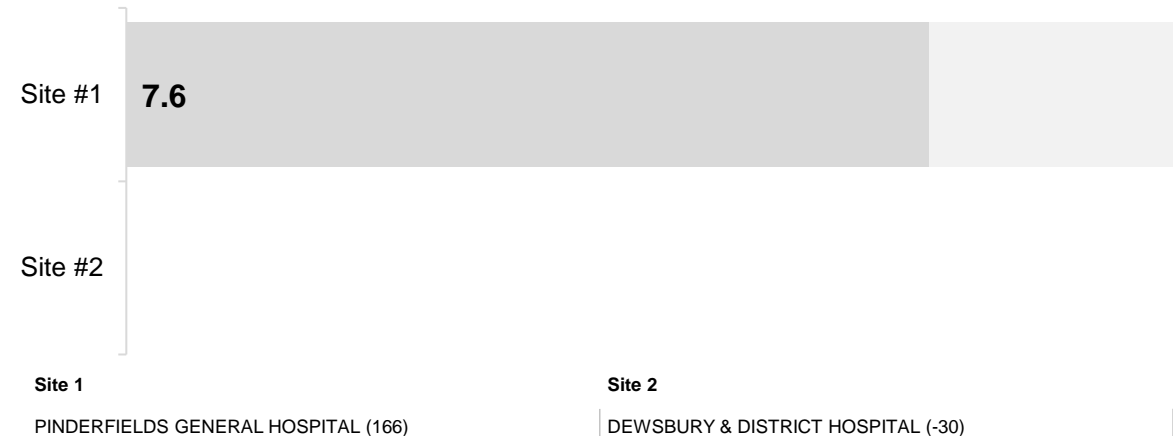 Site #1 7.6
Site #2
Site 1 Site 2
PINDERFIELDS GENERAL HOSPITAL (166) DEWSBURY & DISTRICT HOSPITAL (-30)